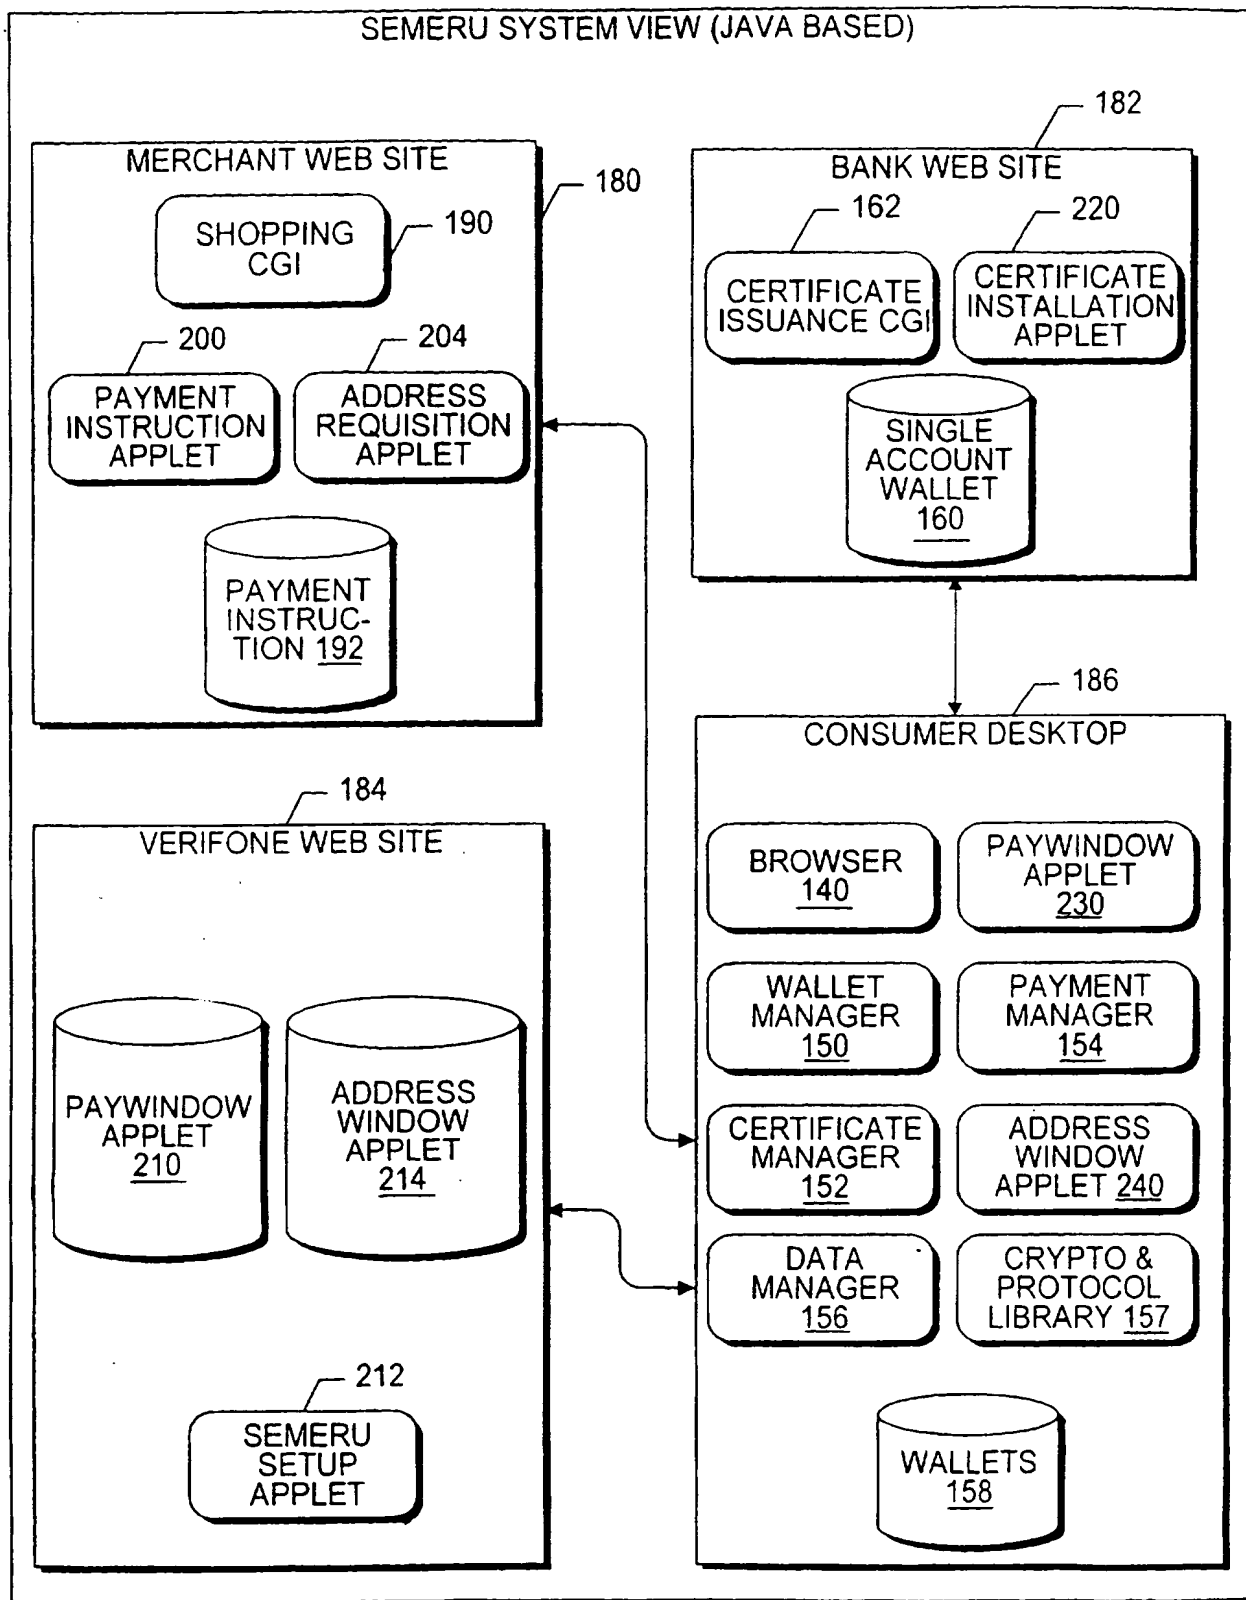 SEMERU SYSTEM VIEW (JAVA BASED)
182
MERCHANT WEB SITE
180
SHOPPING
CGI
190
200
204
PAYMENT
INSTRUCTION
APPLET
ADDRESS
REQUISITION
APPLET
PAYMENT
INSTRUC-
TION 192
BANK WEB SITE
162
220
CERTIFICATE
ISSUANCE CGI
CERTIFICATE
INSTALLATION
APPLET
SINGLE
ACCOUNT
WALLET
160
184
VERIFONE WEB SITE
PAYWINDOW
APPLET
210
ADDRESS
WINDOW
APPLET
214
212
SEMERU
SETUP
APPLET
186
CONSUMER DESKTOP
BROWSER
140
PAYWINDOW
APPLET
230
WALLET
MANAGER
150
PAYMENT
MANAGER
154
CERTIFICATE
MANAGER
152
ADDRESS
WINDOW
APPLET 240
DATA
MANAGER
156
CRYPTO &
PROTOCOL
LIBRARY 157
WALLETS
158